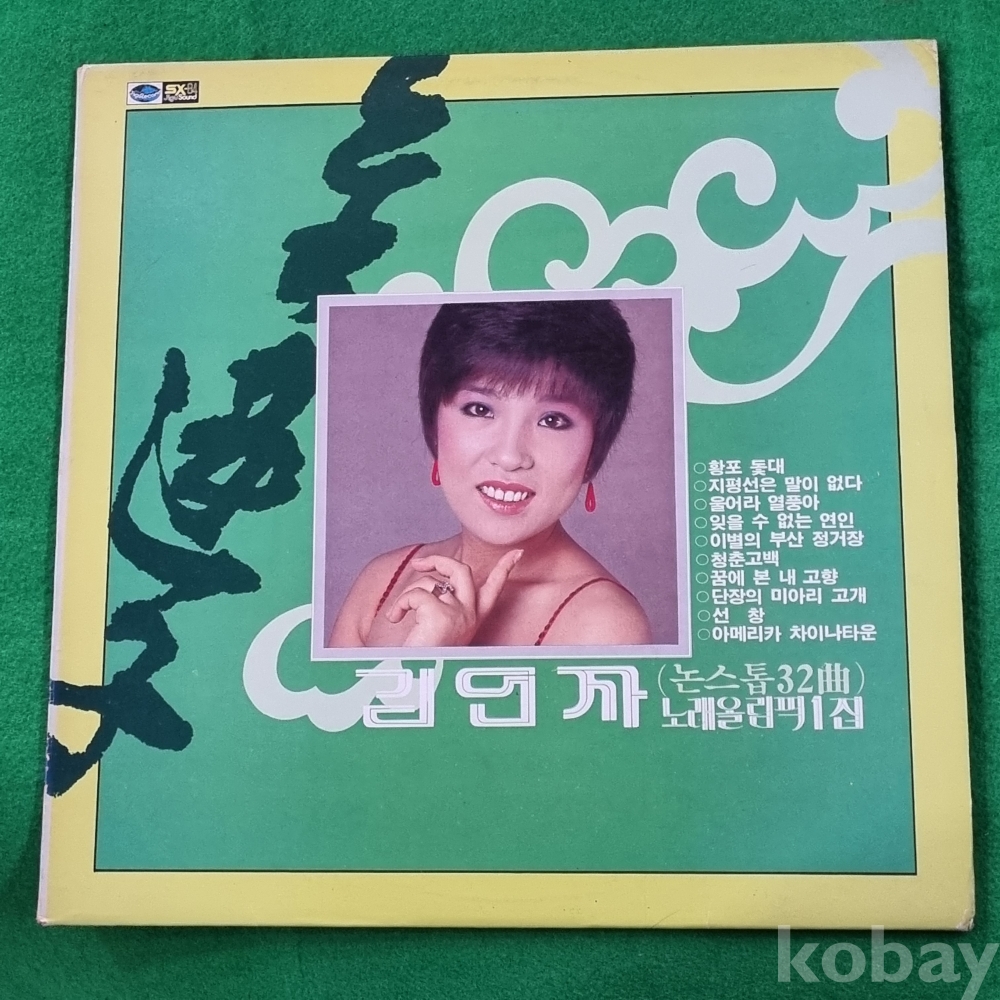 SX-84
황포 돛대
지평선은 말이 없다
울어라 열풍아
잊을 수 없는 연인
이별의 부산 정거장
청춘고백
꿈에 본 내 고향
단장의 미아리 고개
선 창
아메리카 차이나타운
김연자
(논스톱 32曲)
노래올림픽1집
kobay